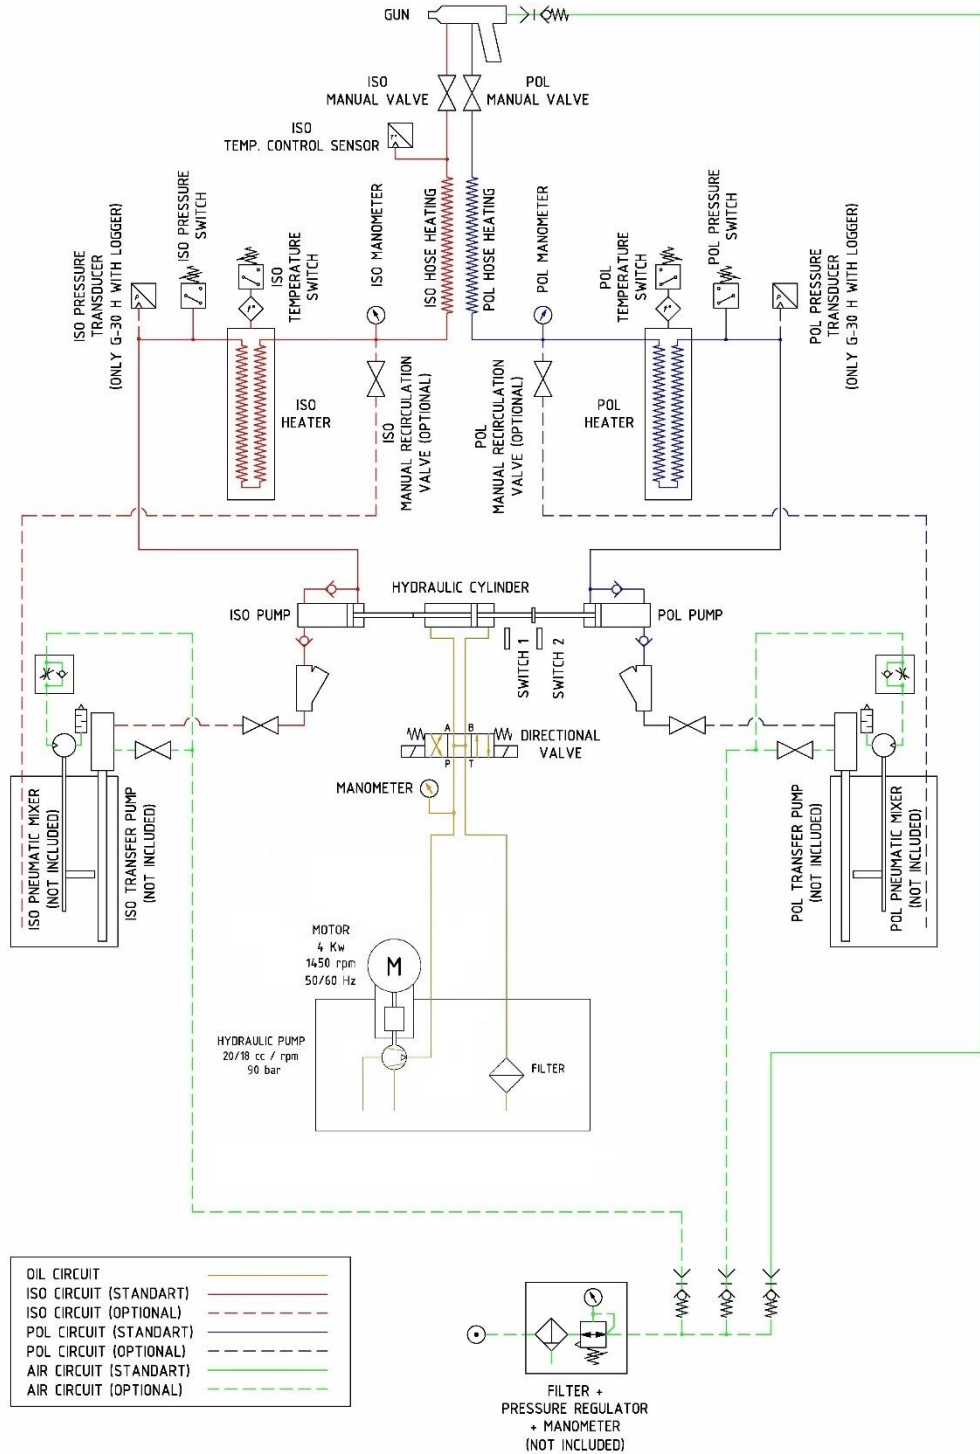 GUN
ISO
MANUAL VALVE
POL
MANUAL VALVE
ISO
TEMP. CONTROL SENSOR
T°
ISO PRESSURE
TRANSDUCER
(ONLY G-30 H WITH LOGGER)
P
ISO PRESSURE
SWITCH
ISO
TEMPERATURE
SWITCH
t°
ISO MANOMETER
ISO HOSE HEATING
POL HOSE HEATING
POL MANOMETER
POL
TEMPERATURE
SWITCH
t°
POL PRESSURE
SWITCH
POL PRESSURE
TRANSDUCER
(ONLY G-30 H WITH LOGGER)
P
ISO
HEATER
ISO
MANUAL RECIRCULATION
VALVE (OPTIONAL)
POL
MANUAL RECIRCULATION
VALVE (OPTIONAL)
POL
HEATER
HYDRAULIC CYLINDER
ISO PUMP
POL PUMP
SWITCH 1
SWITCH 2
A B
P T
DIRECTIONAL
VALVE
MANOMETER
ISO PNEUMATIC MIXER
(NOT INCLUDED)
ISO TRANSFER PUMP
(NOT INCLUDED)
POL TRANSFER PUMP
(NOT INCLUDED)
POL PNEUMATIC MIXER
(NOT INCLUDED)
MOTOR
4 Kw
1450 rpm
50/60 Hz
M
HYDRAULIC PUMP
20/18 cc / rpm
90 bar
FILTER
OIL CIRCUIT
ISO CIRCUIT (STANDART)
ISO CIRCUIT (OPTIONAL)
POL CIRCUIT (STANDART)
POL CIRCUIT (OPTIONAL)
AIR CIRCUIT (STANDART)
AIR CIRCUIT (OPTIONAL)
FILTER +
PRESSURE REGULATOR
+ MANOMETER
(NOT INCLUDED)